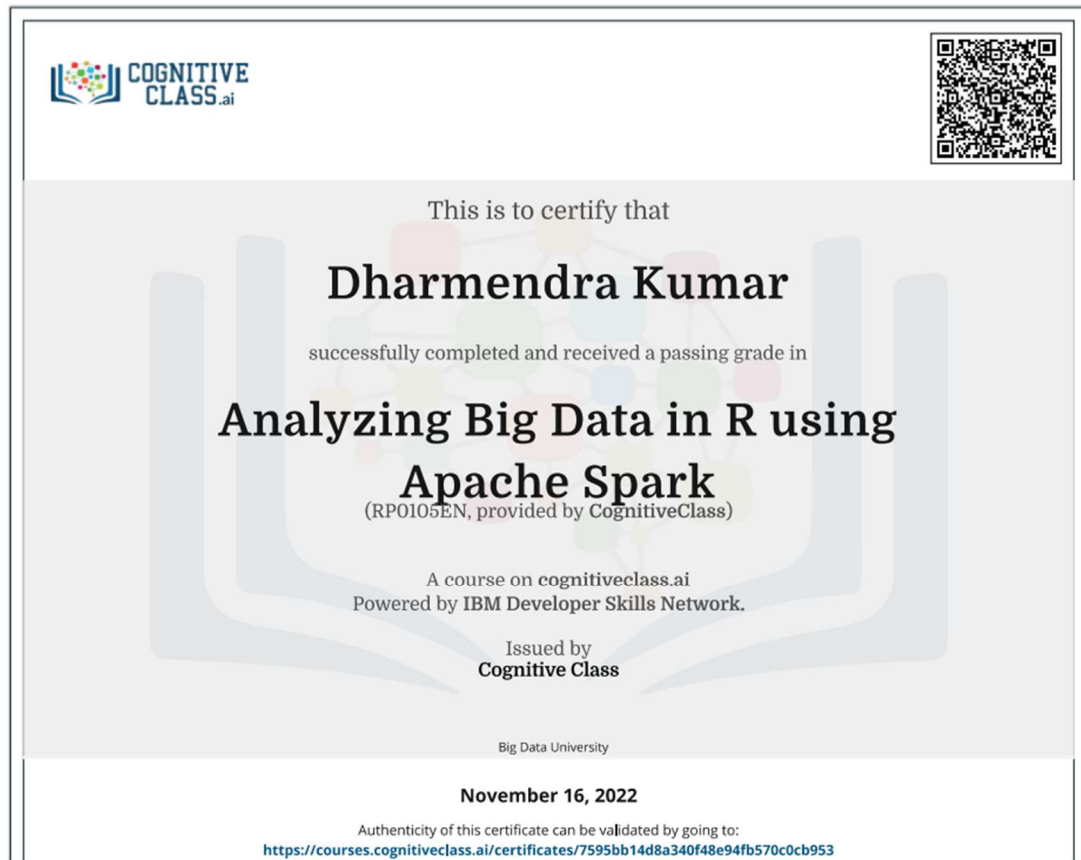 COGNITIVE
CLASS.ai
This is to certify that
Dharmendra Kumar
successfully completed and received a passing grade in
Analyzing Big Data in R using
Apache Spark
(RP0105EN, provided by CognitiveClass)
A course on cognitiveclass.ai
Powered by IBM Developer Skills Network.
Issued by
Cognitive Class
Big Data University
November 16, 2022
Authenticity of this certificate can be validated by going to:
https://courses.cognitiveclass.ai/certificates/7595bb14d8a340f48e94fb570c0cb953